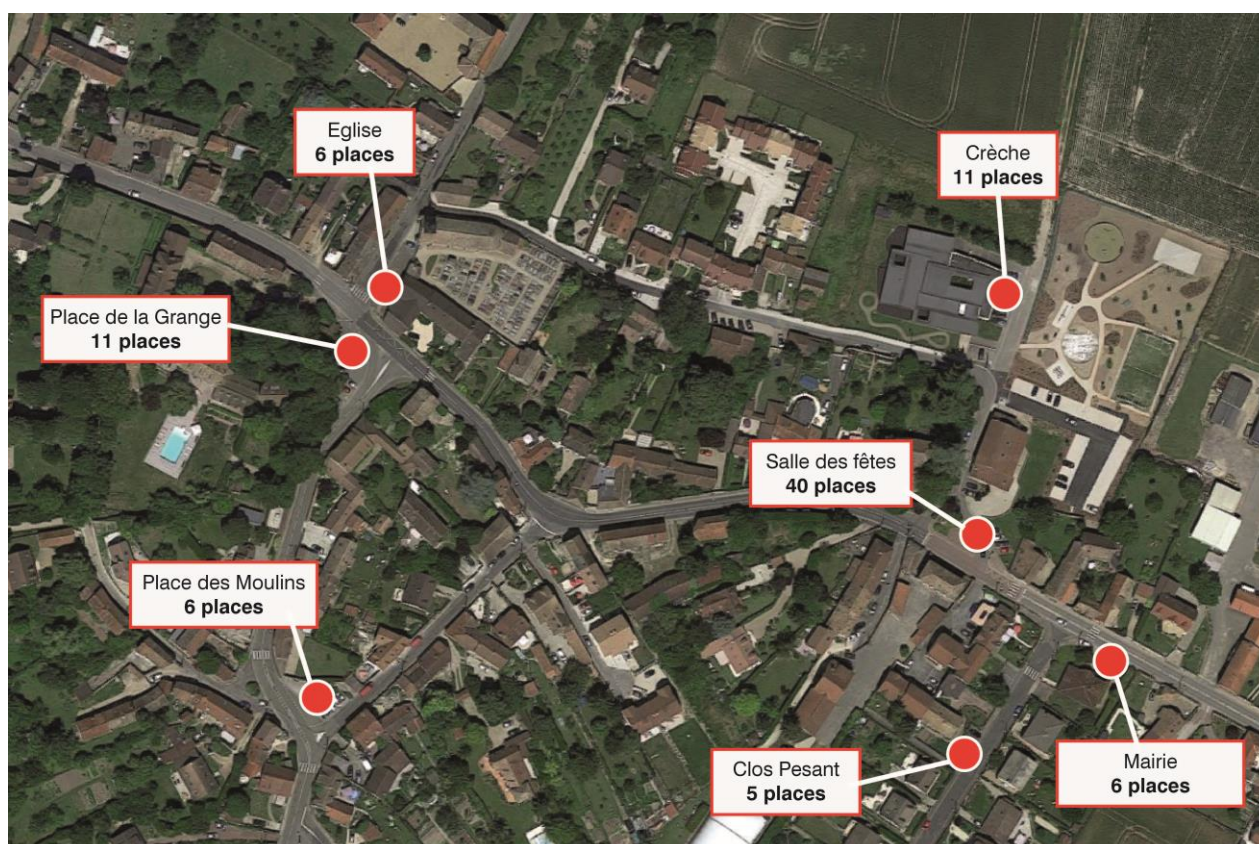 Eglise
6 places
Crèche
11 places
Place de la Grange
11 places
Salle des fêtes
40 places
Place des Moulins
6 places
Clos Pesant
5 places
Mairie
6 places